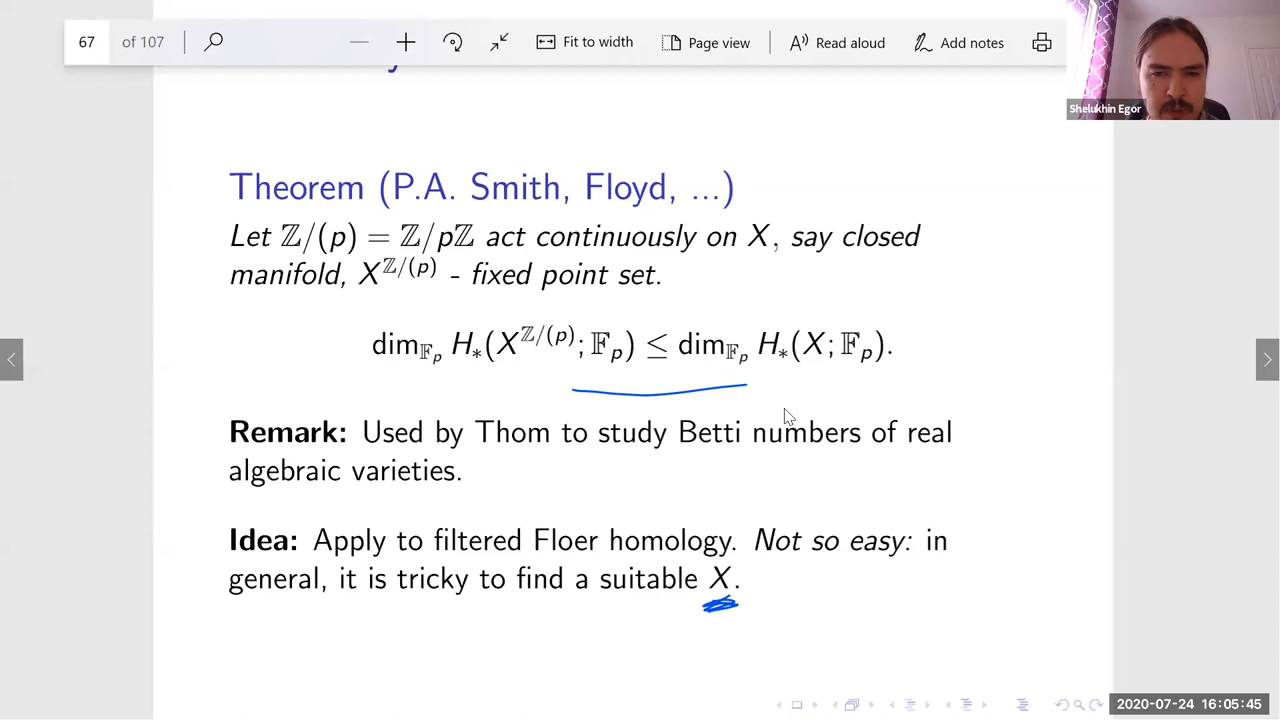 67 of 107 Fit to width Page view Read aloud Add notes
Shelukhin Egor
Theorem (P.A. Smith, Floyd, ...)
Let ℤ/(p) = ℤ/pℤ act continuously on X, say closed
manifold, X^{ℤ/(p)} - fixed point set.
dim_{𝔽_p} H_*(X^{ℤ/(p)}; 𝔽_p) ≤ dim_{𝔽_p} H_*(X; 𝔽_p).
Remark: Used by Thom to study Betti numbers of real
algebraic varieties.
Idea: Apply to filtered Floer homology. Not so easy: in
general, it is tricky to find a suitable X.
2020-07-24 16:05:45